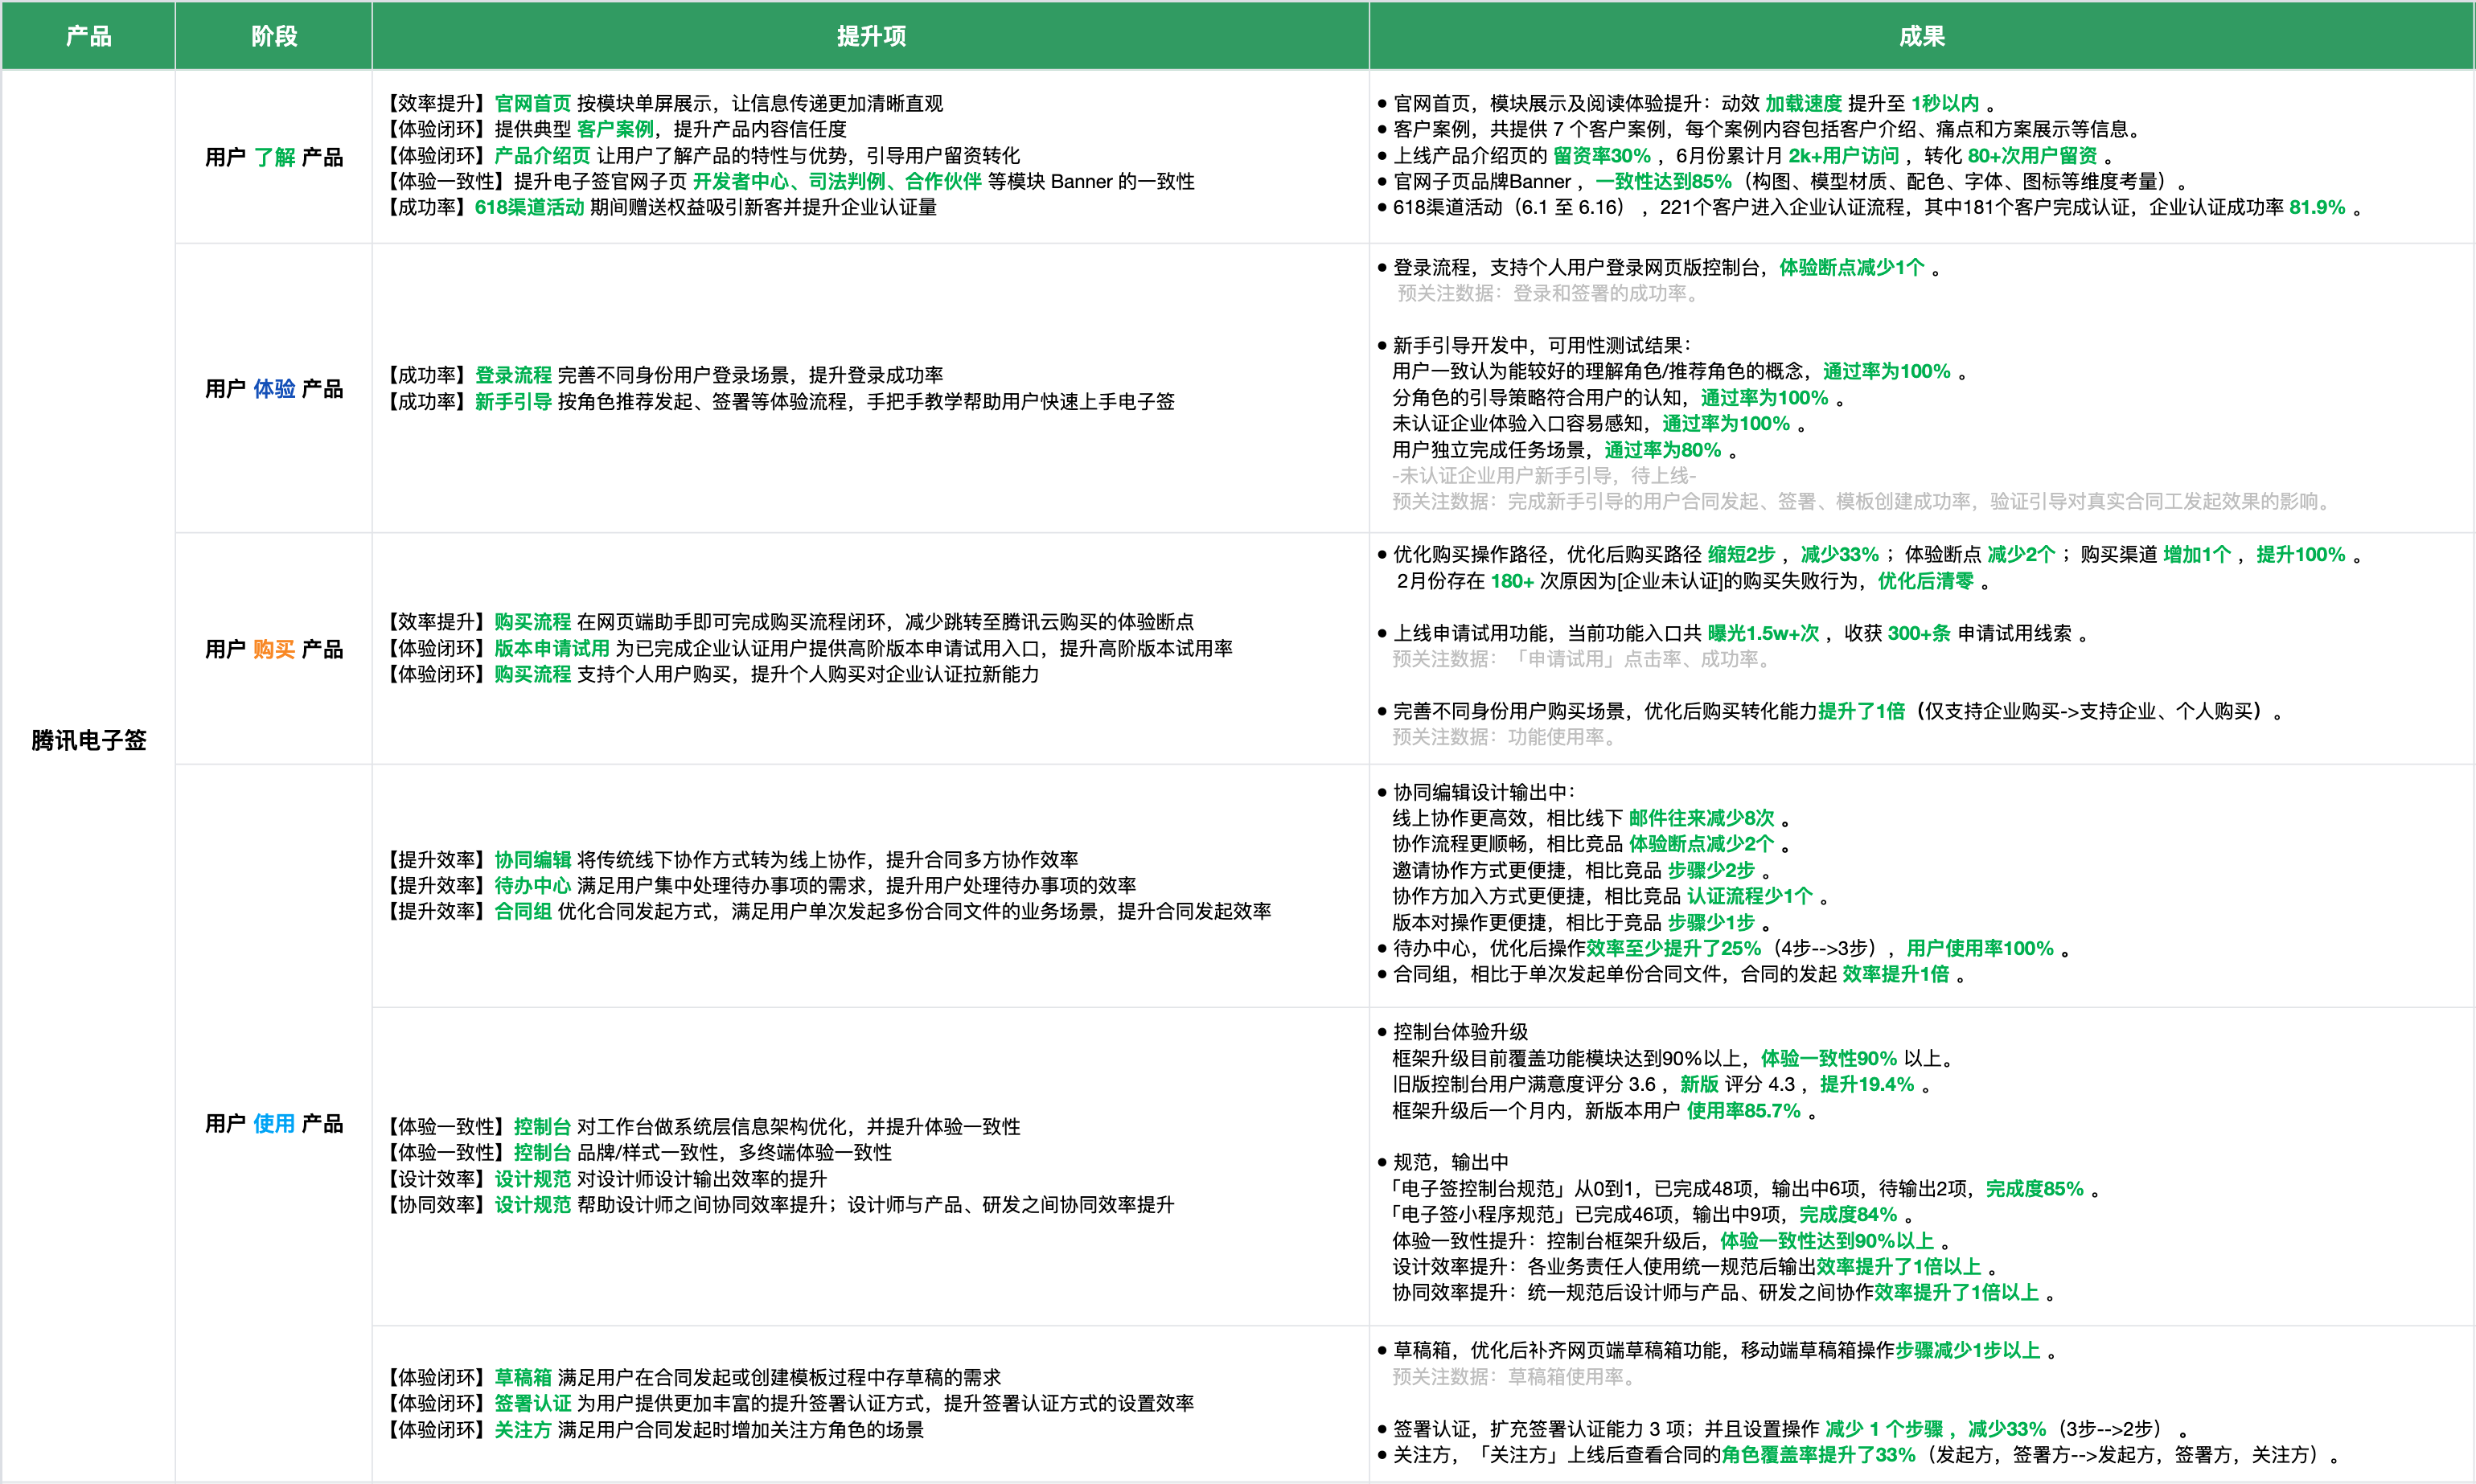 产品 阶段 提升项 成果
腾讯电子签
用户 了解 产品
【效率提升】官网首页 按模块单屏展示，让信息传递更加清晰直观
【体验闭环】提供典型 客户案例，提升产品内容信任度
【体验闭环】产品介绍页 让用户了解产品的特性与优势，引导用户留资转化
【体验一致性】提升电子签官网子页 开发者中心、司法判例、合作伙伴 等模块 Banner 的一致性
【成功率】618渠道活动 期间赠送权益吸引新客并提升企业认证量
● 官网首页，模块展示及阅读体验提升：动效 加载速度 提升至 1秒以内 。
● 客户案例，共提供 7 个客户案例，每个案例内容包括客户介绍、痛点和方案展示等信息。
● 上线产品介绍页的 留资率30% ，6月份累计月 2k+用户访问 ，转化 80+次用户留资 。
● 官网子页品牌Banner ，一致性达到85%（构图、模型材质、配色、字体、图标等维度考量）。
● 618渠道活动（6.1 至 6.16），221个客户进入企业认证流程，其中181个客户完成认证，企业认证成功率 81.9% 。
用户 体验 产品
【成功率】登录流程 完善不同身份用户登录场景，提升登录成功率
【成功率】新手引导 按角色推荐发起、签署等体验流程，手把手教学帮助用户快速上手电子签
● 登录流程，支持个人用户登录网页版控制台，体验断点减少1个 。
预关注数据：登录和签署的成功率。
● 新手引导开发中，可用性测试结果：
用户一致认为能较好的理解角色/推荐角色的概念，通过率为100% 。
分角色的引导策略符合用户的认知，通过率为100% 。
未认证企业体验入口容易感知，通过率为100% 。
用户独立完成任务场景，通过率为80% 。
-未认证企业用户新手引导，待上线-
预关注数据：完成新手引导的用户合同发起、签署、模板创建成功率，验证引导对真实合同工发起效果的影响。
用户 购买 产品
【效率提升】购买流程 在网页端助手即可完成购买流程闭环，减少跳转至腾讯云购买的体验断点
【体验闭环】版本申请试用 为已完成企业认证用户提供高阶版本申请试用入口，提升高阶版本试用率
【体验闭环】购买流程 支持个人用户购买，提升个人购买对企业认证拉新能力
● 优化购买操作路径，优化后购买路径 缩短2步 ，减少33% ；体验断点 减少2个 ；购买渠道 增加1个 ，提升100% 。
2月份存在 180+ 次原因为[企业未认证]的购买失败行为，优化后清零 。
● 上线申请试用功能，当前功能入口共 曝光1.5w+次 ，收获 300+条 申请试用线索 。
预关注数据：「申请试用」点击率、成功率。
● 完善不同身份用户购买场景，优化后购买转化能力提升了1倍（仅支持企业购买->支持企业、个人购买）。
预关注数据：功能使用率。
用户 使用 产品
【提升效率】协同编辑 将传统线下协作方式转为线上协作，提升合同多方协作效率
【提升效率】待办中心 满足用户集中处理待办事项的需求，提升用户处理待办事项的效率
【提升效率】合同组 优化合同发起方式，满足用户单次发起多份合同文件的业务场景，提升合同发起效率
● 协同编辑设计输出中：
线上协作更高效，相比线下 邮件往来减少8次 。
协作流程更顺畅，相比竞品 体验断点减少2个 。
邀请协作方式更便捷，相比竞品 步骤少2步 。
协作方加入方式更便捷，相比竞品 认证流程少1个 。
版本对操作更便捷，相比于竞品 步骤少1步 。
● 待办中心，优化后操作效率至少提升了25%（4步-->3步），用户使用率100% 。
● 合同组，相比于单次发起单份合同文件，合同的发起 效率提升1倍 。
【体验一致性】控制台 对工作台做系统层信息架构优化，并提升体验一致性
【体验一致性】控制台 品牌/样式一致性，多终端体验一致性
【设计效率】设计规范 对设计师设计输出效率的提升
【协同效率】设计规范 帮助设计师之间协同效率提升；设计师与产品、研发之间协同效率提升
● 控制台体验升级
框架升级目前覆盖功能模块达到90%以上，体验一致性90% 以上。
旧版控制台用户满意度评分 3.6 ，新版 评分 4.3 ，提升19.4% 。
框架升级后一个月内，新版本用户 使用率85.7% 。
● 规范，输出中
「电子签控制台规范」从0到1，已完成48项，输出中6项，待输出2项，完成度85% 。
「电子签小程序规范」已完成46项，输出中9项，完成度84% 。
体验一致性提升：控制台框架升级后，体验一致性达到90%以上 。
设计效率提升：各业务责任人使用统一规范后输出效率提升了1倍以上 。
协同效率提升：统一规范后设计师与产品、研发之间协作效率提升了1倍以上 。
【体验闭环】草稿箱 满足用户在合同发起或创建模板过程中存草稿的需求
【体验闭环】签署认证 为用户提供更加丰富的提升签署认证方式，提升签署认证方式的设置效率
【体验闭环】关注方 满足用户合同发起时增加关注方角色的场景
● 草稿箱，优化后补齐网页端草稿箱功能，移动端草稿箱操作步骤减少1步以上 。
预关注数据：草稿箱使用率。
● 签署认证，扩充签署认证能力 3 项；并且设置操作 减少 1 个步骤 ，减少33%（3步-->2步） 。
● 关注方，「关注方」上线后查看合同的角色覆盖率提升了33%（发起方，签署方-->发起方，签署方，关注方）。